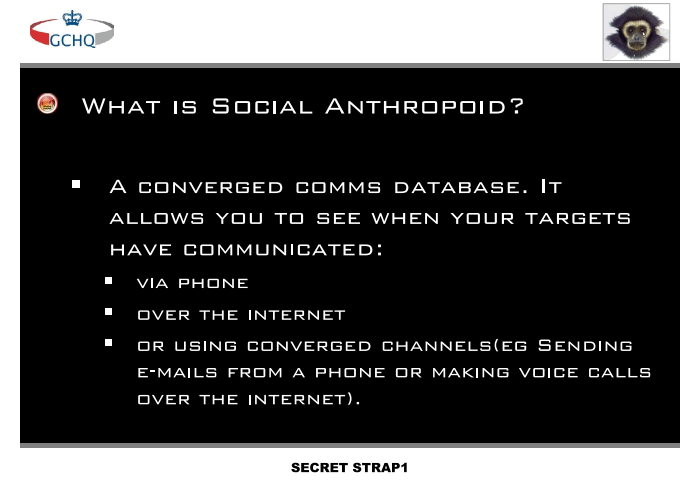 GCHQ
What is Social Anthropoid?
A converged comms database. It
allows you to see when your targets
have communicated:
via phone
over the internet
or using converged channels(eg Sending
e-mails from a phone or making voice calls
over the internet).
SECRET STRAP1